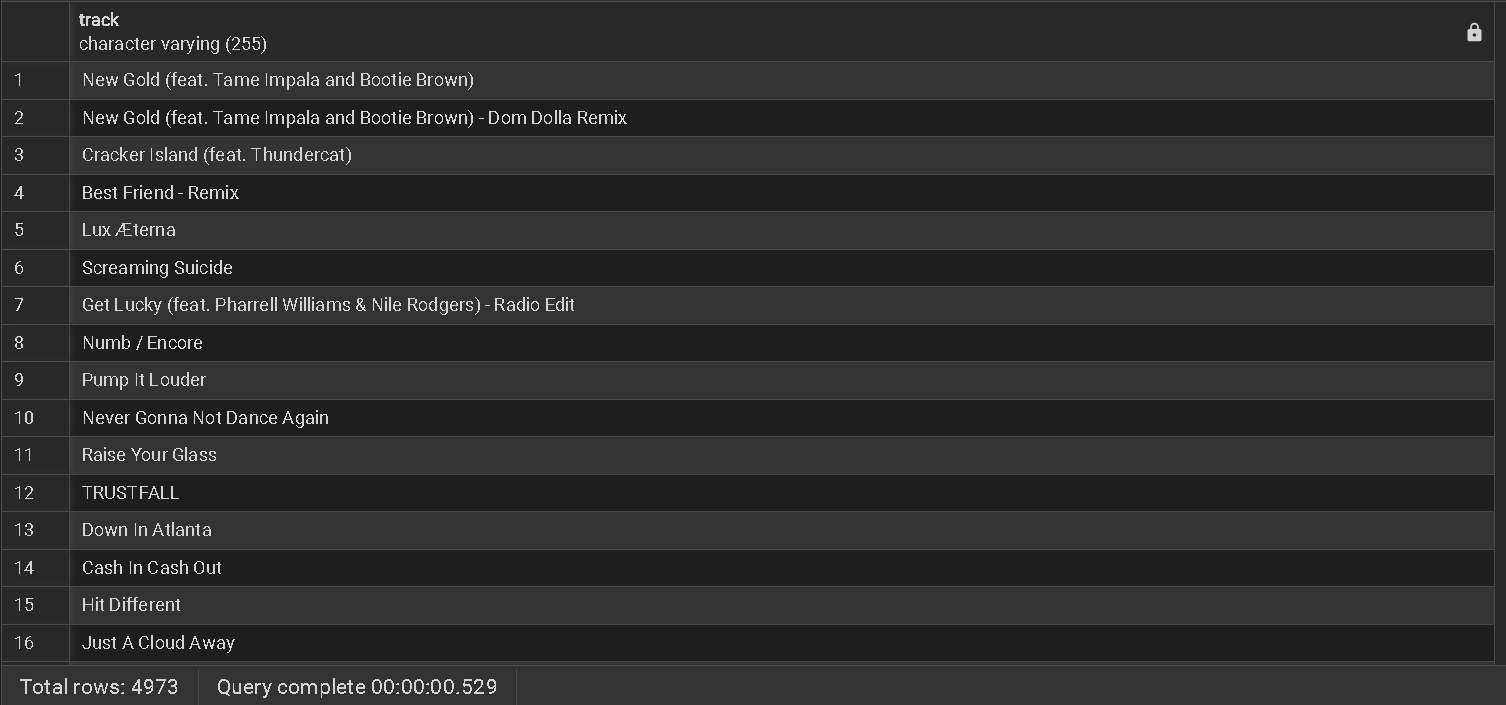 track
character varying (255)
1 New Gold (feat. Tame Impala and Bootie Brown)
2 New Gold (feat. Tame Impala and Bootie Brown) - Dom Dolla Remix
3 Cracker Island (feat. Thundercat)
4 Best Friend - Remix
5 Lux Æterna
6 Screaming Suicide
7 Get Lucky (feat. Pharrell Williams & Nile Rodgers) - Radio Edit
8 Numb / Encore
9 Pump It Louder
10 Never Gonna Not Dance Again
11 Raise Your Glass
12 TRUSTFALL
13 Down In Atlanta
14 Cash In Cash Out
15 Hit Different
16 Just A Cloud Away
Total rows: 4973 Query complete 00:00:00.529